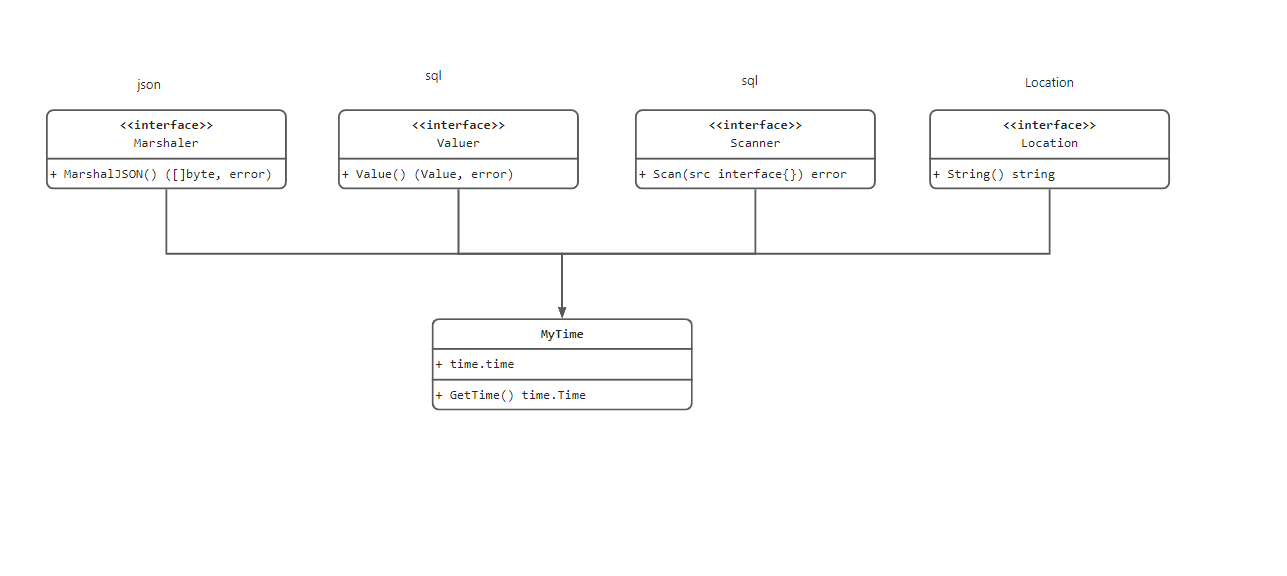 json
sql
sql
Location
<<interface>>
Marshaler
+ MarshalJSON() ([]byte, error)
<<interface>>
Valuer
+ Value() (Value, error)
<<interface>>
Scanner
+ Scan(src interface{}) error
<<interface>>
Location
+ String() string
MyTime
+ time.time
+ GetTime() time.Time